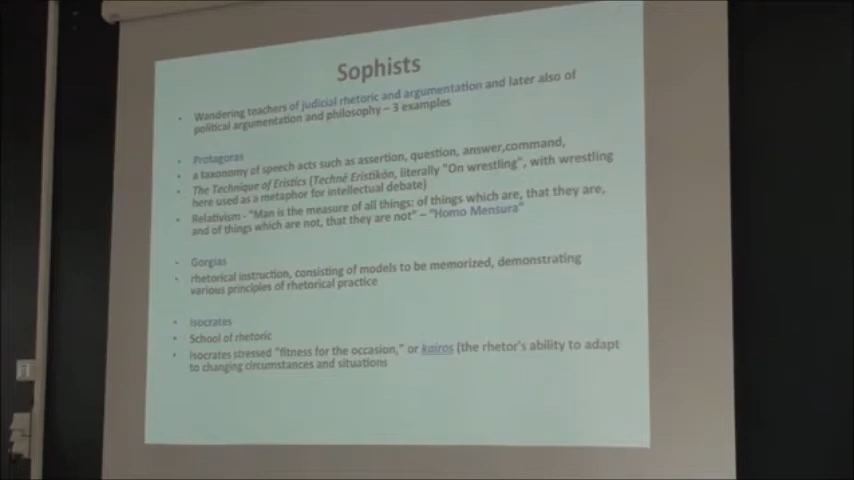 Sophists
• Wandering teachers of judicial rhetoric and argumentation and later also of
political argumentation and philosophy – 3 examples
• Protagoras
• a taxonomy of speech acts such as assertion, question, answer,command,
• The Technique of Eristics (Techné Eristikón, literally "On wrestling", with wrestling
here used as a metaphor for intellectual debate)
• Relativism - "Man is the measure of all things: of things which are, that they are,
and of things which are not, that they are not" – "Homo Mensura"
• Gorgias
• rhetorical instruction, consisting of models to be memorized, demonstrating
various principles of rhetorical practice
• Isocrates
• School of rhetoric
• Isocrates stressed "fitness for the occasion," or kairos (the rhetor's ability to adapt
to changing circumstances and situations